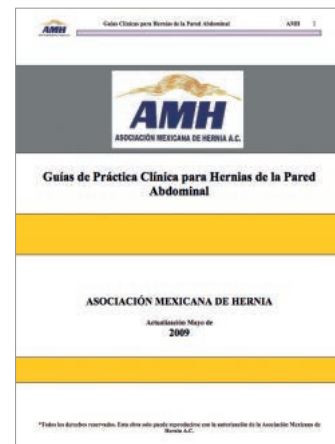 AMH
Guías Clínicas para Hernias de la Pared Abdominal AMH 1
AMH
ASOCIACIÓN MEXICANA DE HERNIA A.C.
Guías de Práctica Clínica para Hernias de la Pared
Abdominal
ASOCIACIÓN MEXICANA DE HERNIA
Actualización Mayo de
2009
*Todos los derechos reservados. Esta obra solo puede reproducirse con la autorización de la Asociación Mexicana de
Hernia A.C.